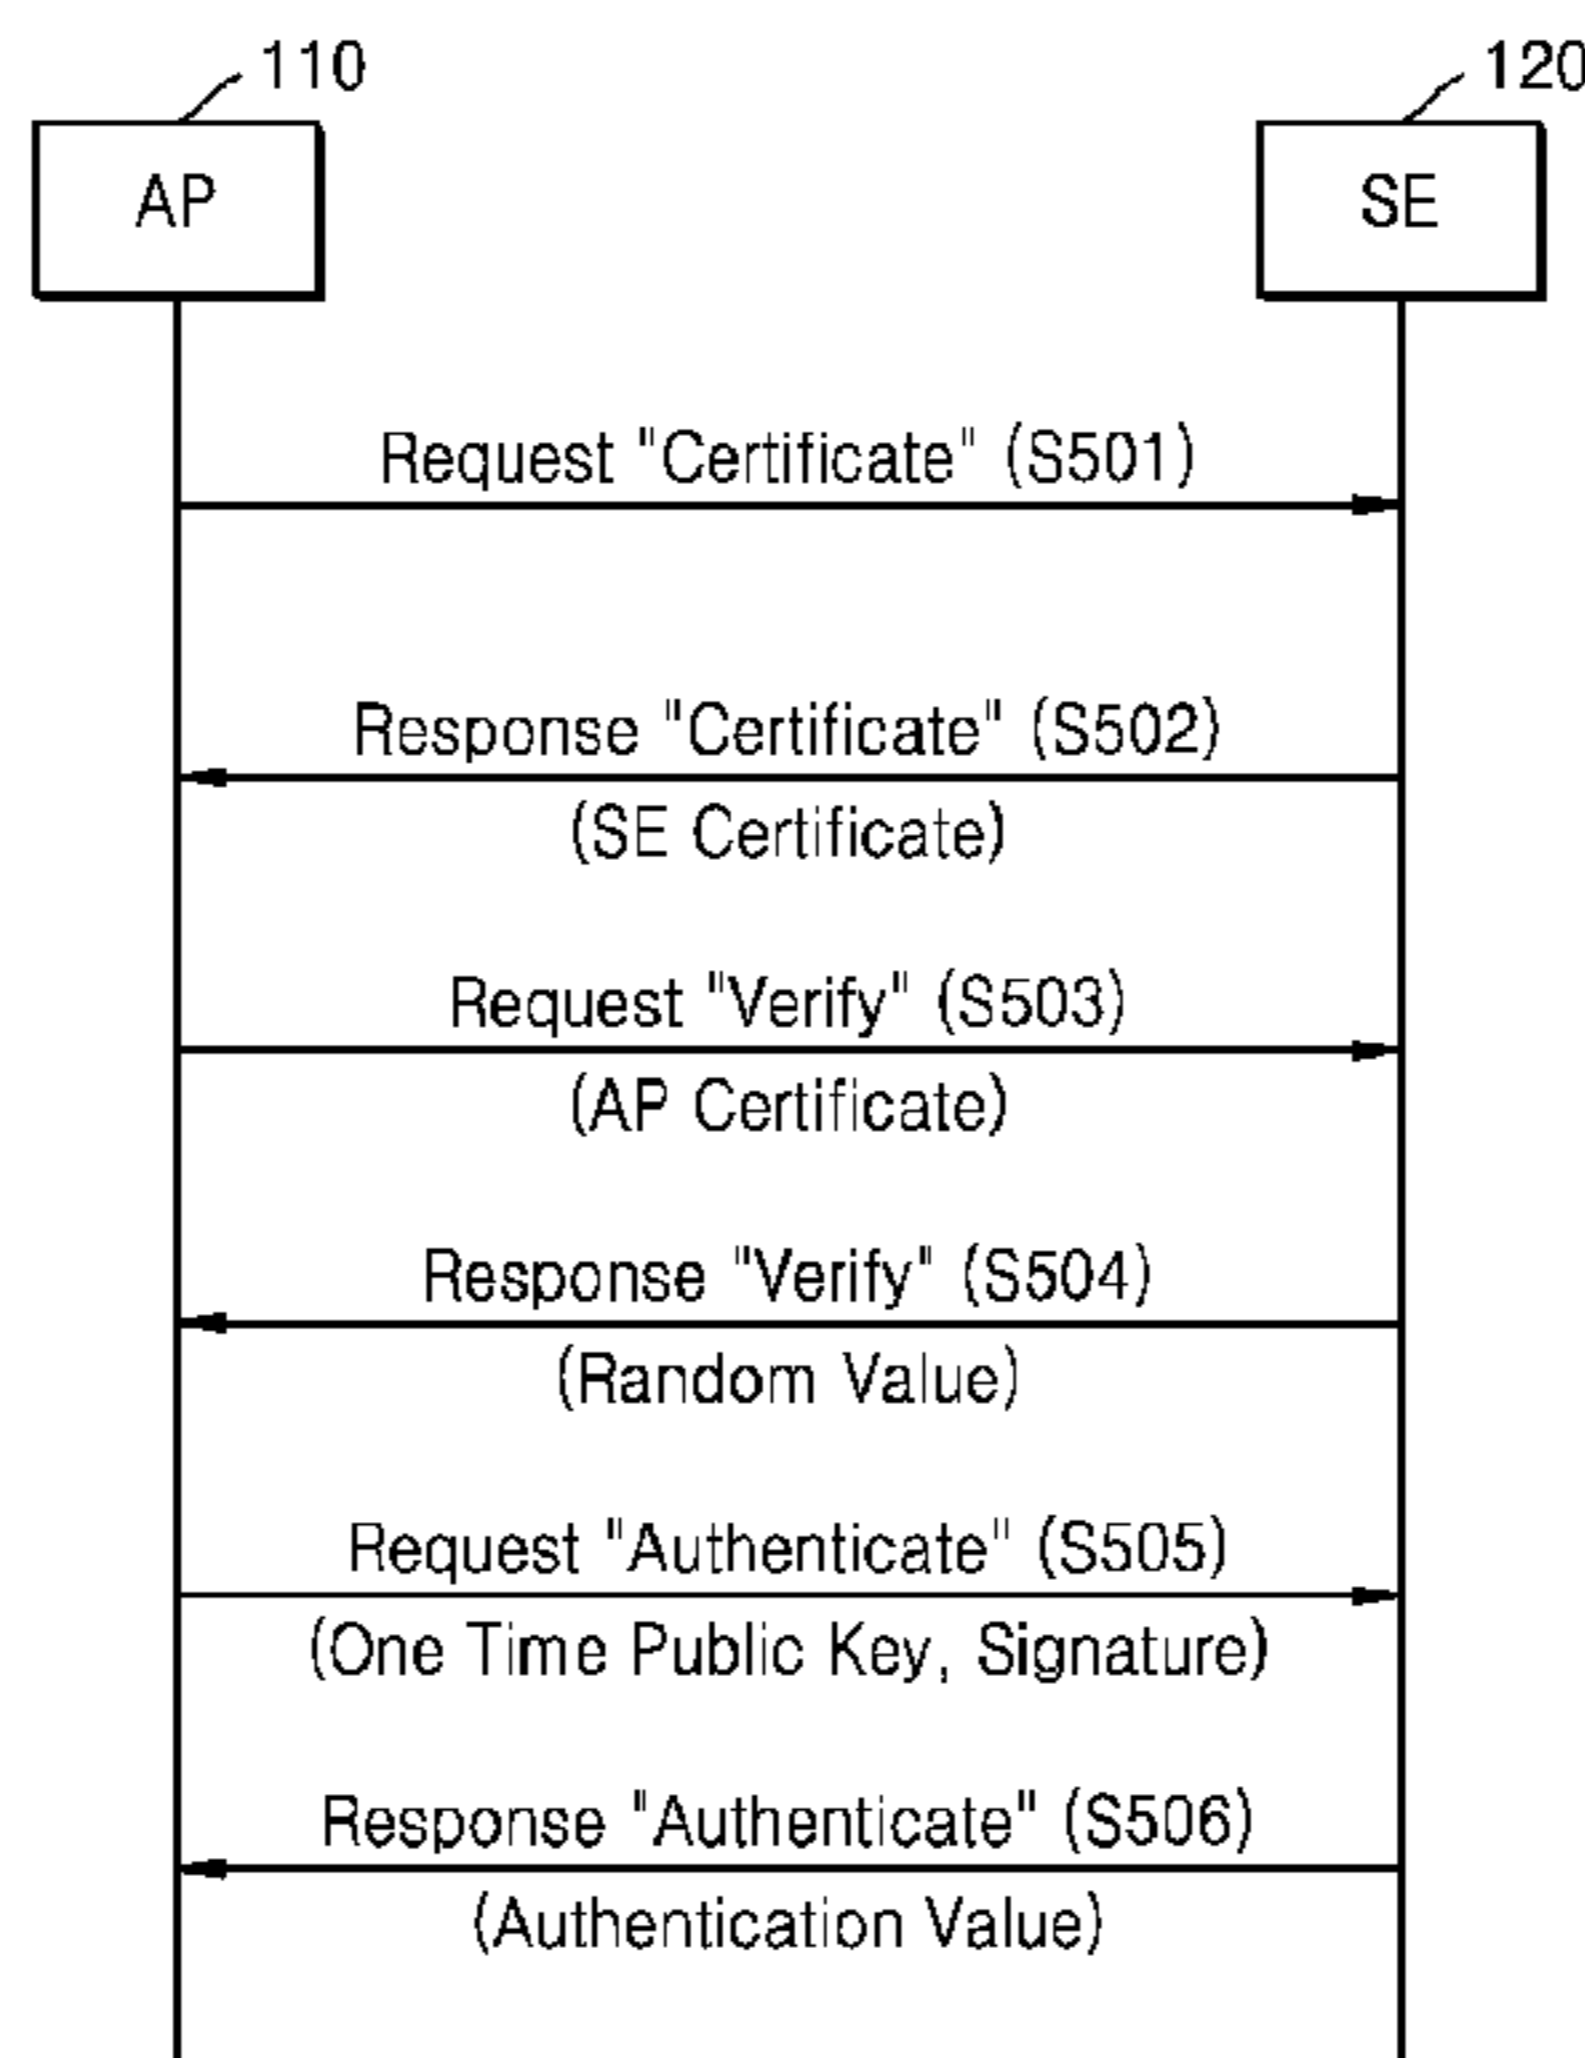 110
120
AP
SE
Request "Certificate" (S501)
Response "Certificate" (S502)
(SE Certificate)
Request "Verify" (S503)
(AP Certificate)
Response "Verify" (S504)
(Random Value)
Request "Authenticate" (S505)
(One Time Public Key, Signature)
Response "Authenticate" (S506)
(Authentication Value)